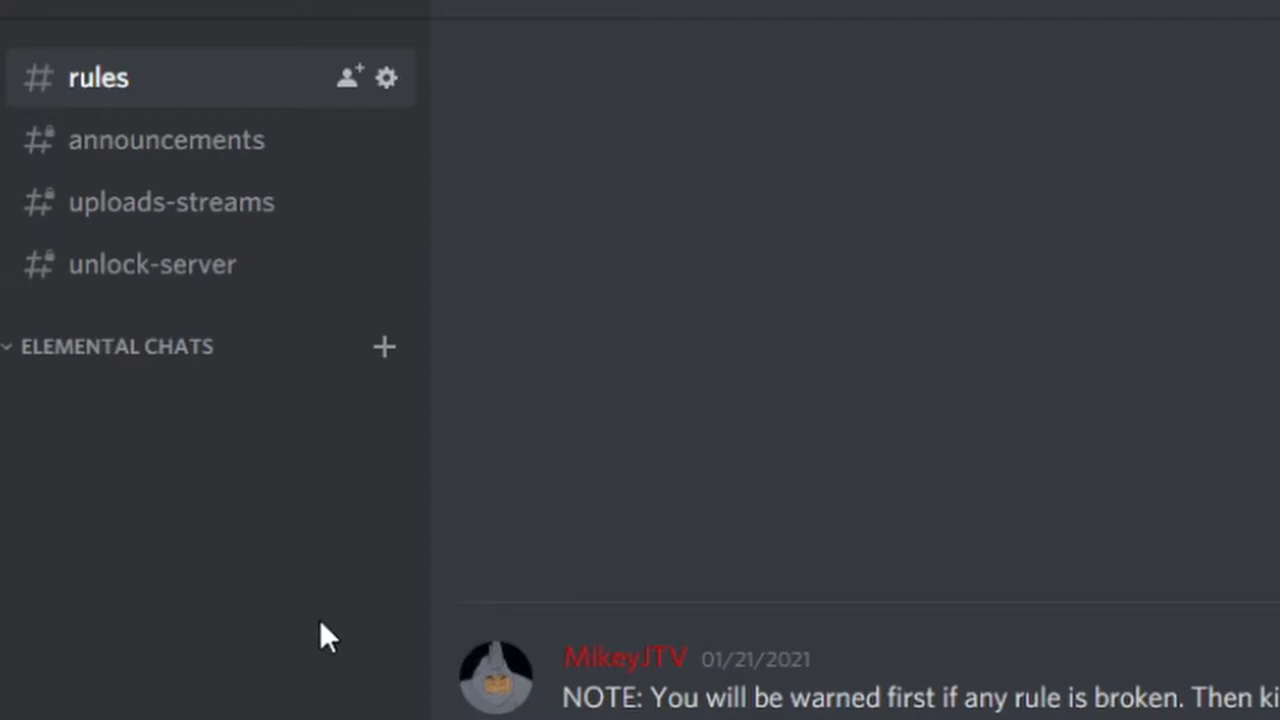 rules
announcements
uploads-streams
unlock-server
ELEMENTAL CHATS
MikeyJTV 01/21/2021
NOTE: You will be warned first if any rule is broken. Then ki